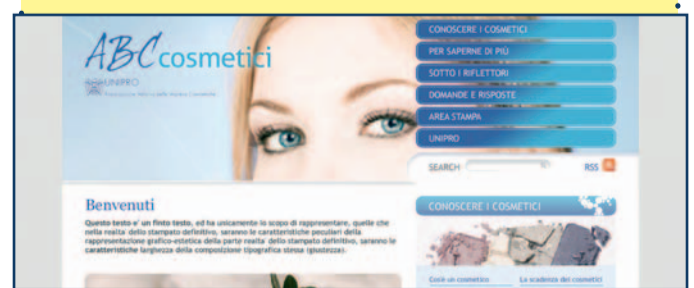 ABC cosmetici
UNIPRO
CONOSCERE I COSMETICI
PER SAPERNE DI PIÙ
SOTTO I RIFLETTORI
DOMANDE E RISPOSTE
AREA STAMPA
UNIPRO
SEARCH
RSS
Benvenuti
Questo testo e' un finto testo, ed ha unicamente lo scopo di rappresentare, quelle che
nella realta' dello stampato definitivo, saranno le caratteristiche peculiari della
rappresentazione grafico-estetica della parte realta' dello stampato definitivo, saranno le
caratteristiche larghezza della composizione tipografica stessa (giustezza).
CONOSCERE I COSMETICI
Cosè un cosmetico
La scadenza dei cosmetici